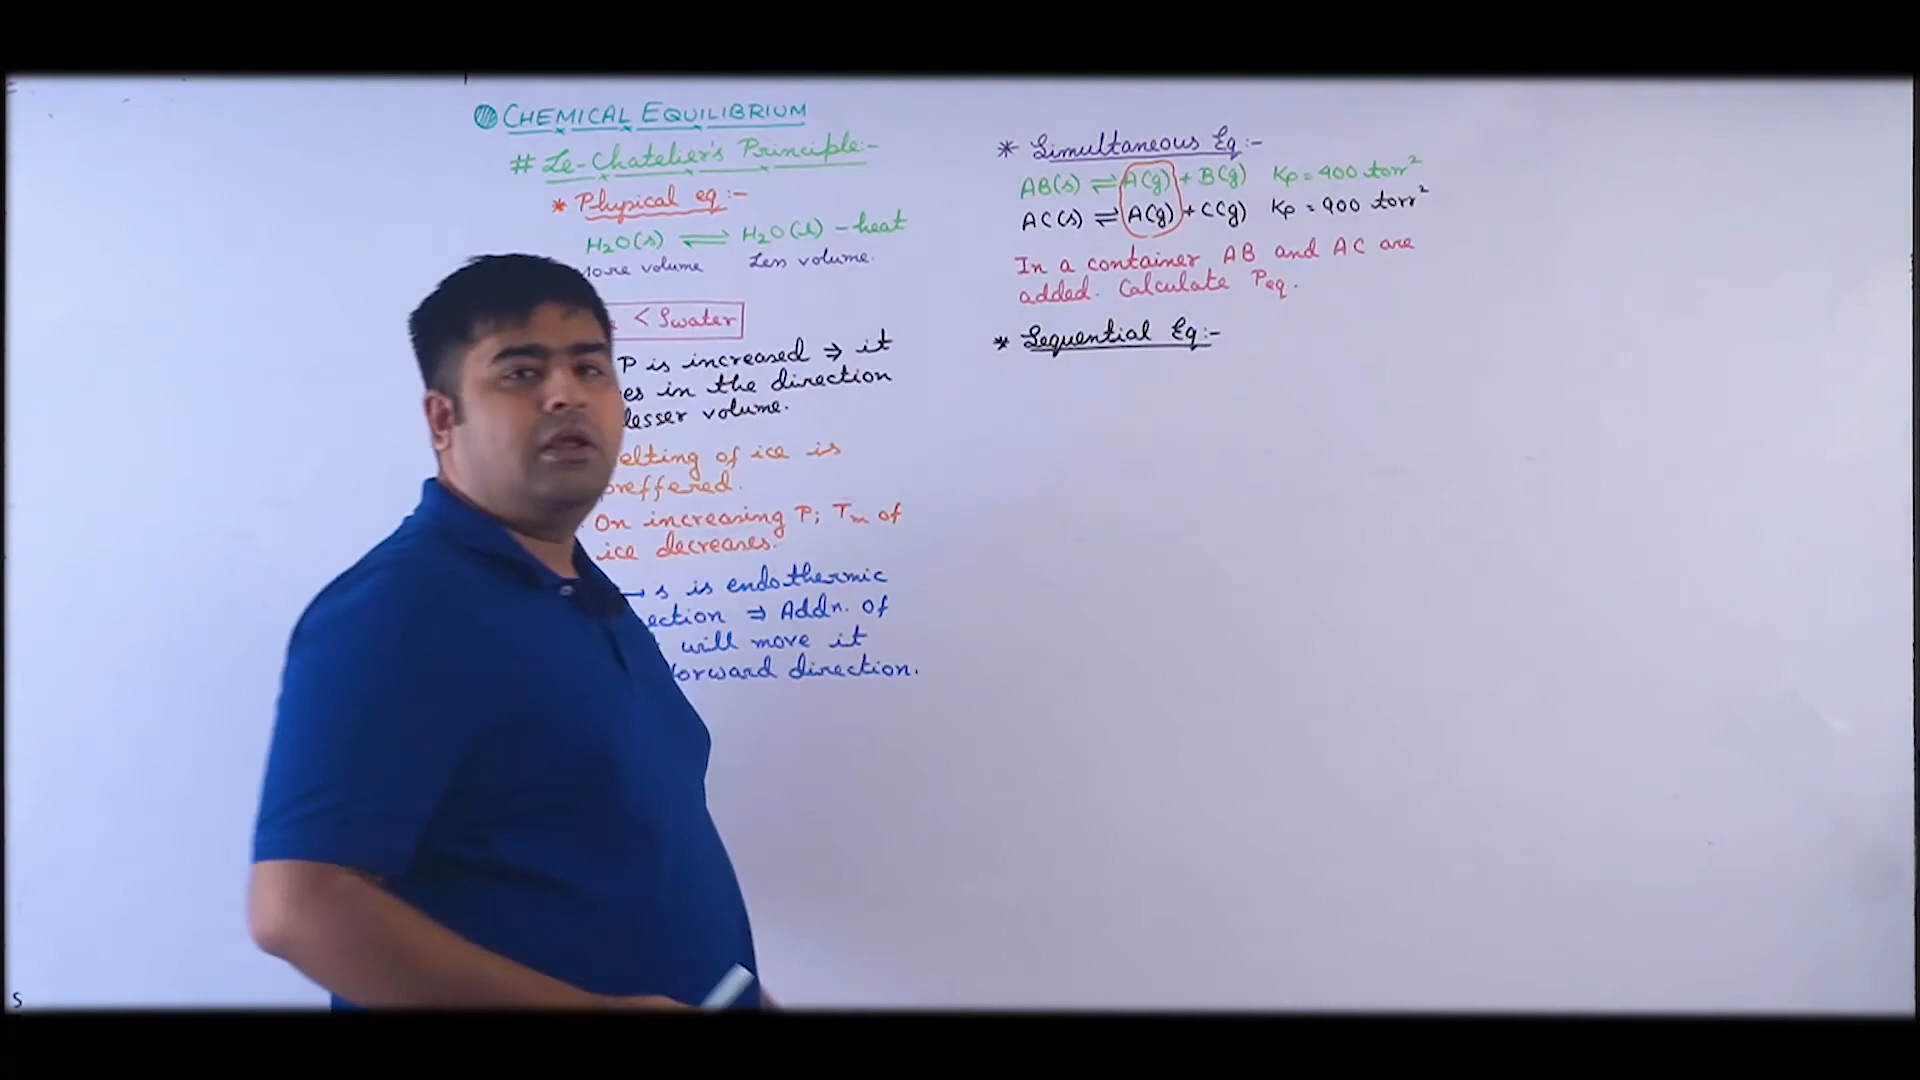 CHEMICAL EQUILIBRIUM
# Le-Chatelier's Principle:-
* Physical eq :-
H₂O(s) ⇌ H₂O(l) - heat
More volume Less volume.
< ρwater
P is increased ⇒ it
es in the direction
lesser volume.
elting of ice is
preffered.
On increasing P; Tm of
ice decreases.
→ s is endothermic
ection ⇒ Addn. of
will move it
forward direction.
* Simultaneous Eq :-
AB(s) ⇌ A(g) + B(g) Kp = 400 torr²
AC(s) ⇌ A(g) + C(g) Kp = 900 torr²
In a container AB and AC are
added. Calculate Peq.
* Sequential Eq :-
s